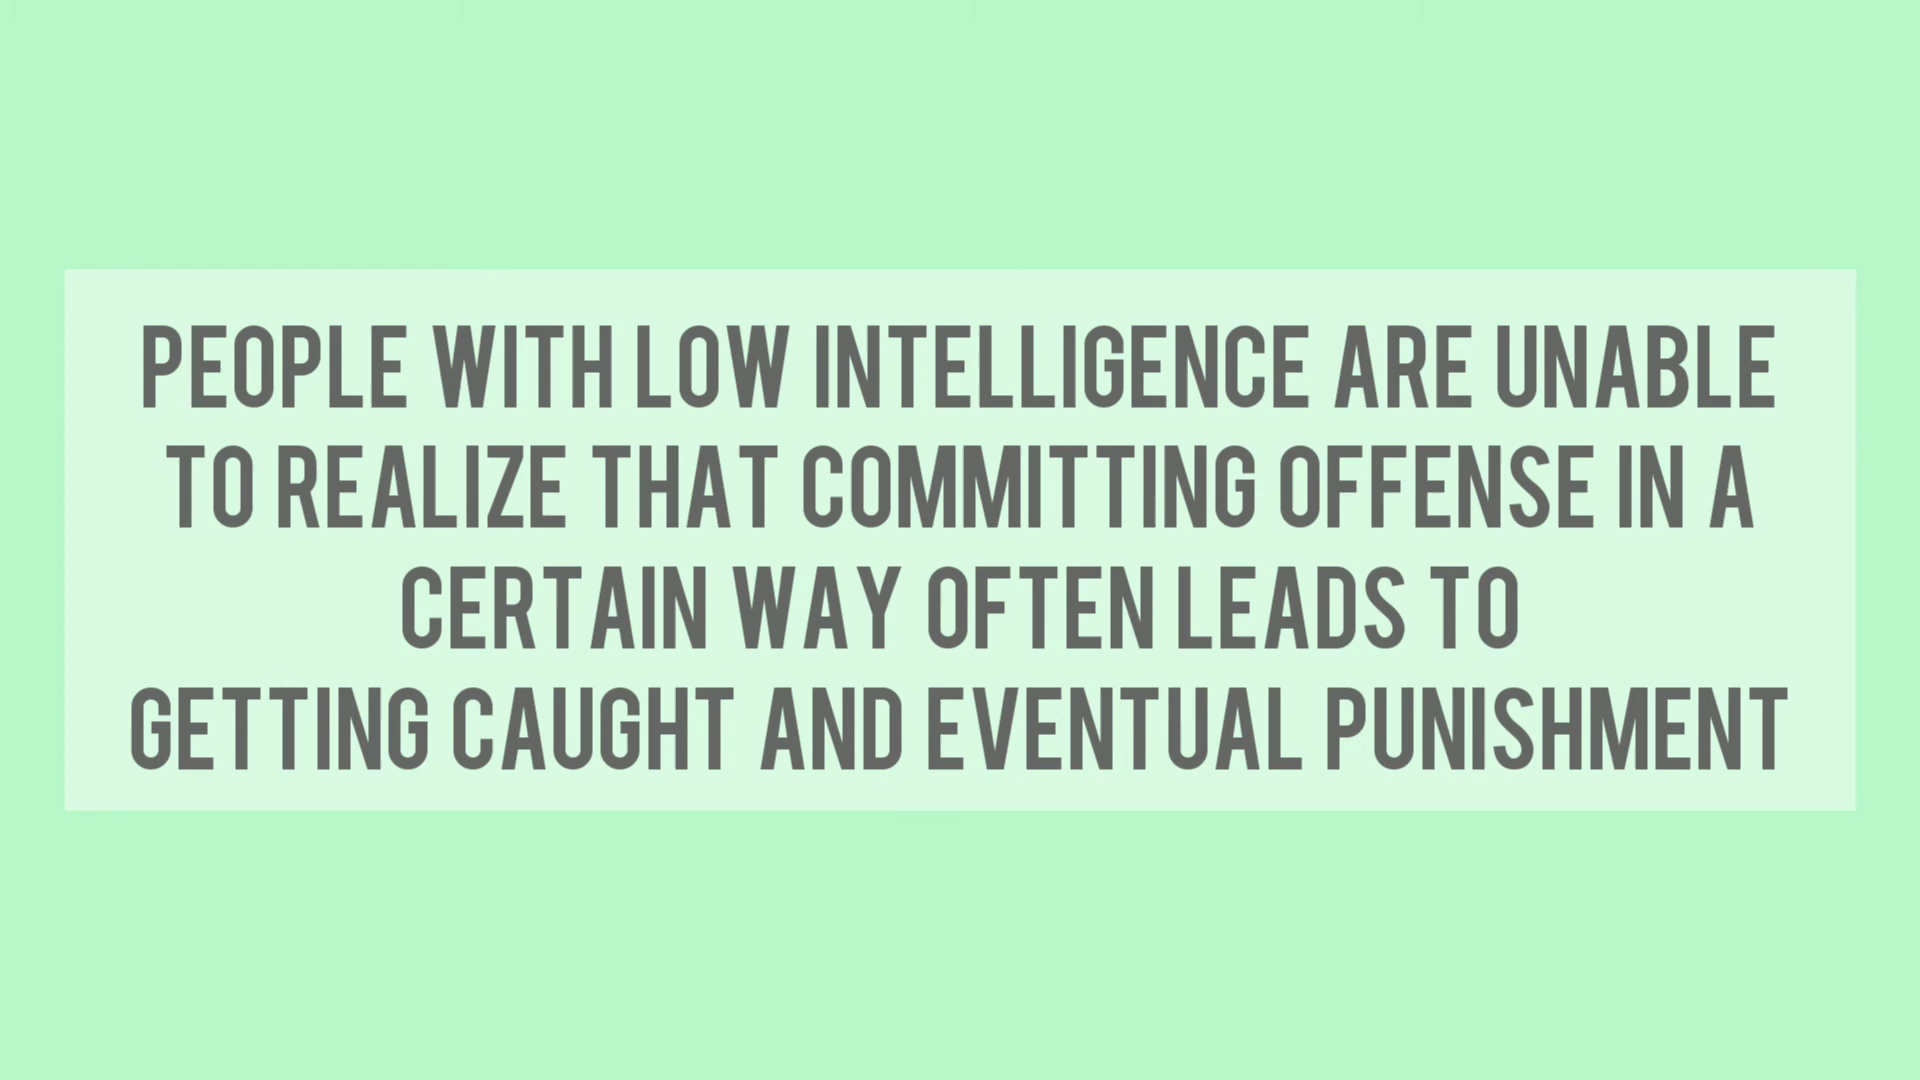 PEOPLE WITH LOW INTELLIGENCE ARE UNABLE
TO REALIZE THAT COMMITTING OFFENSE IN A
CERTAIN WAY OFTEN LEADS TO
GETTING CAUGHT AND EVENTUAL PUNISHMENT